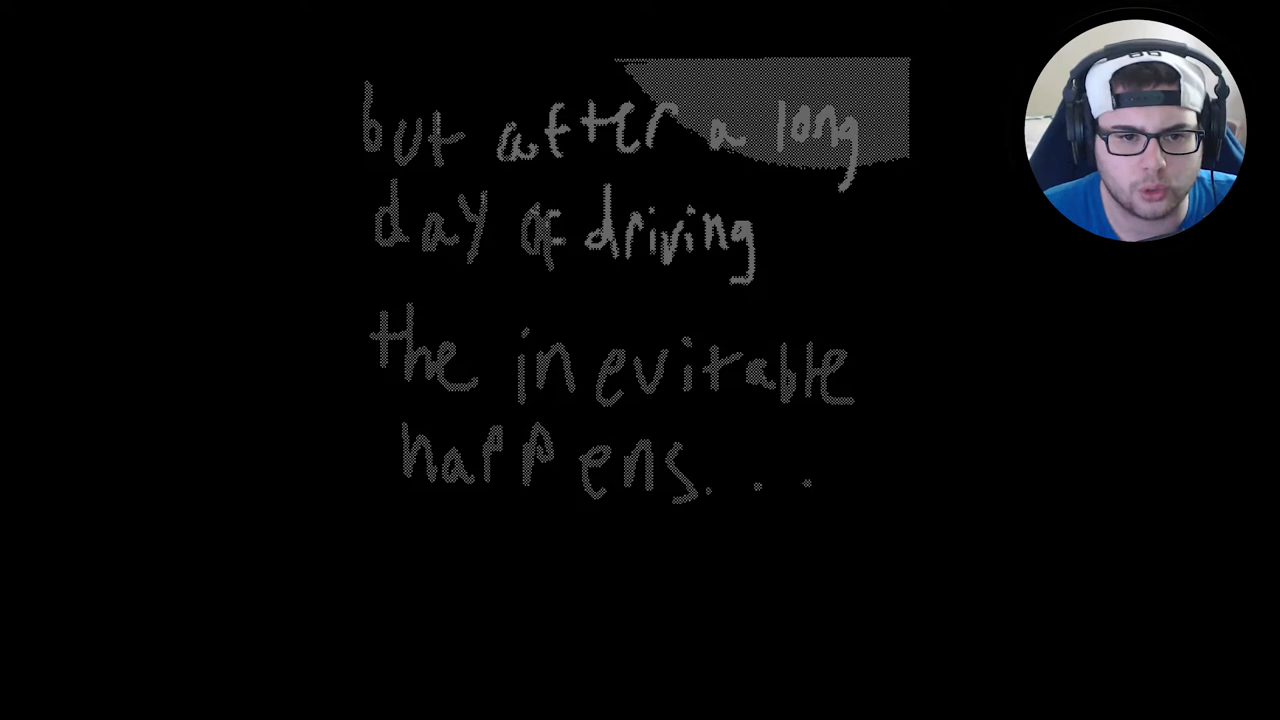 but after a long
day of driving
the inevitable
happens...